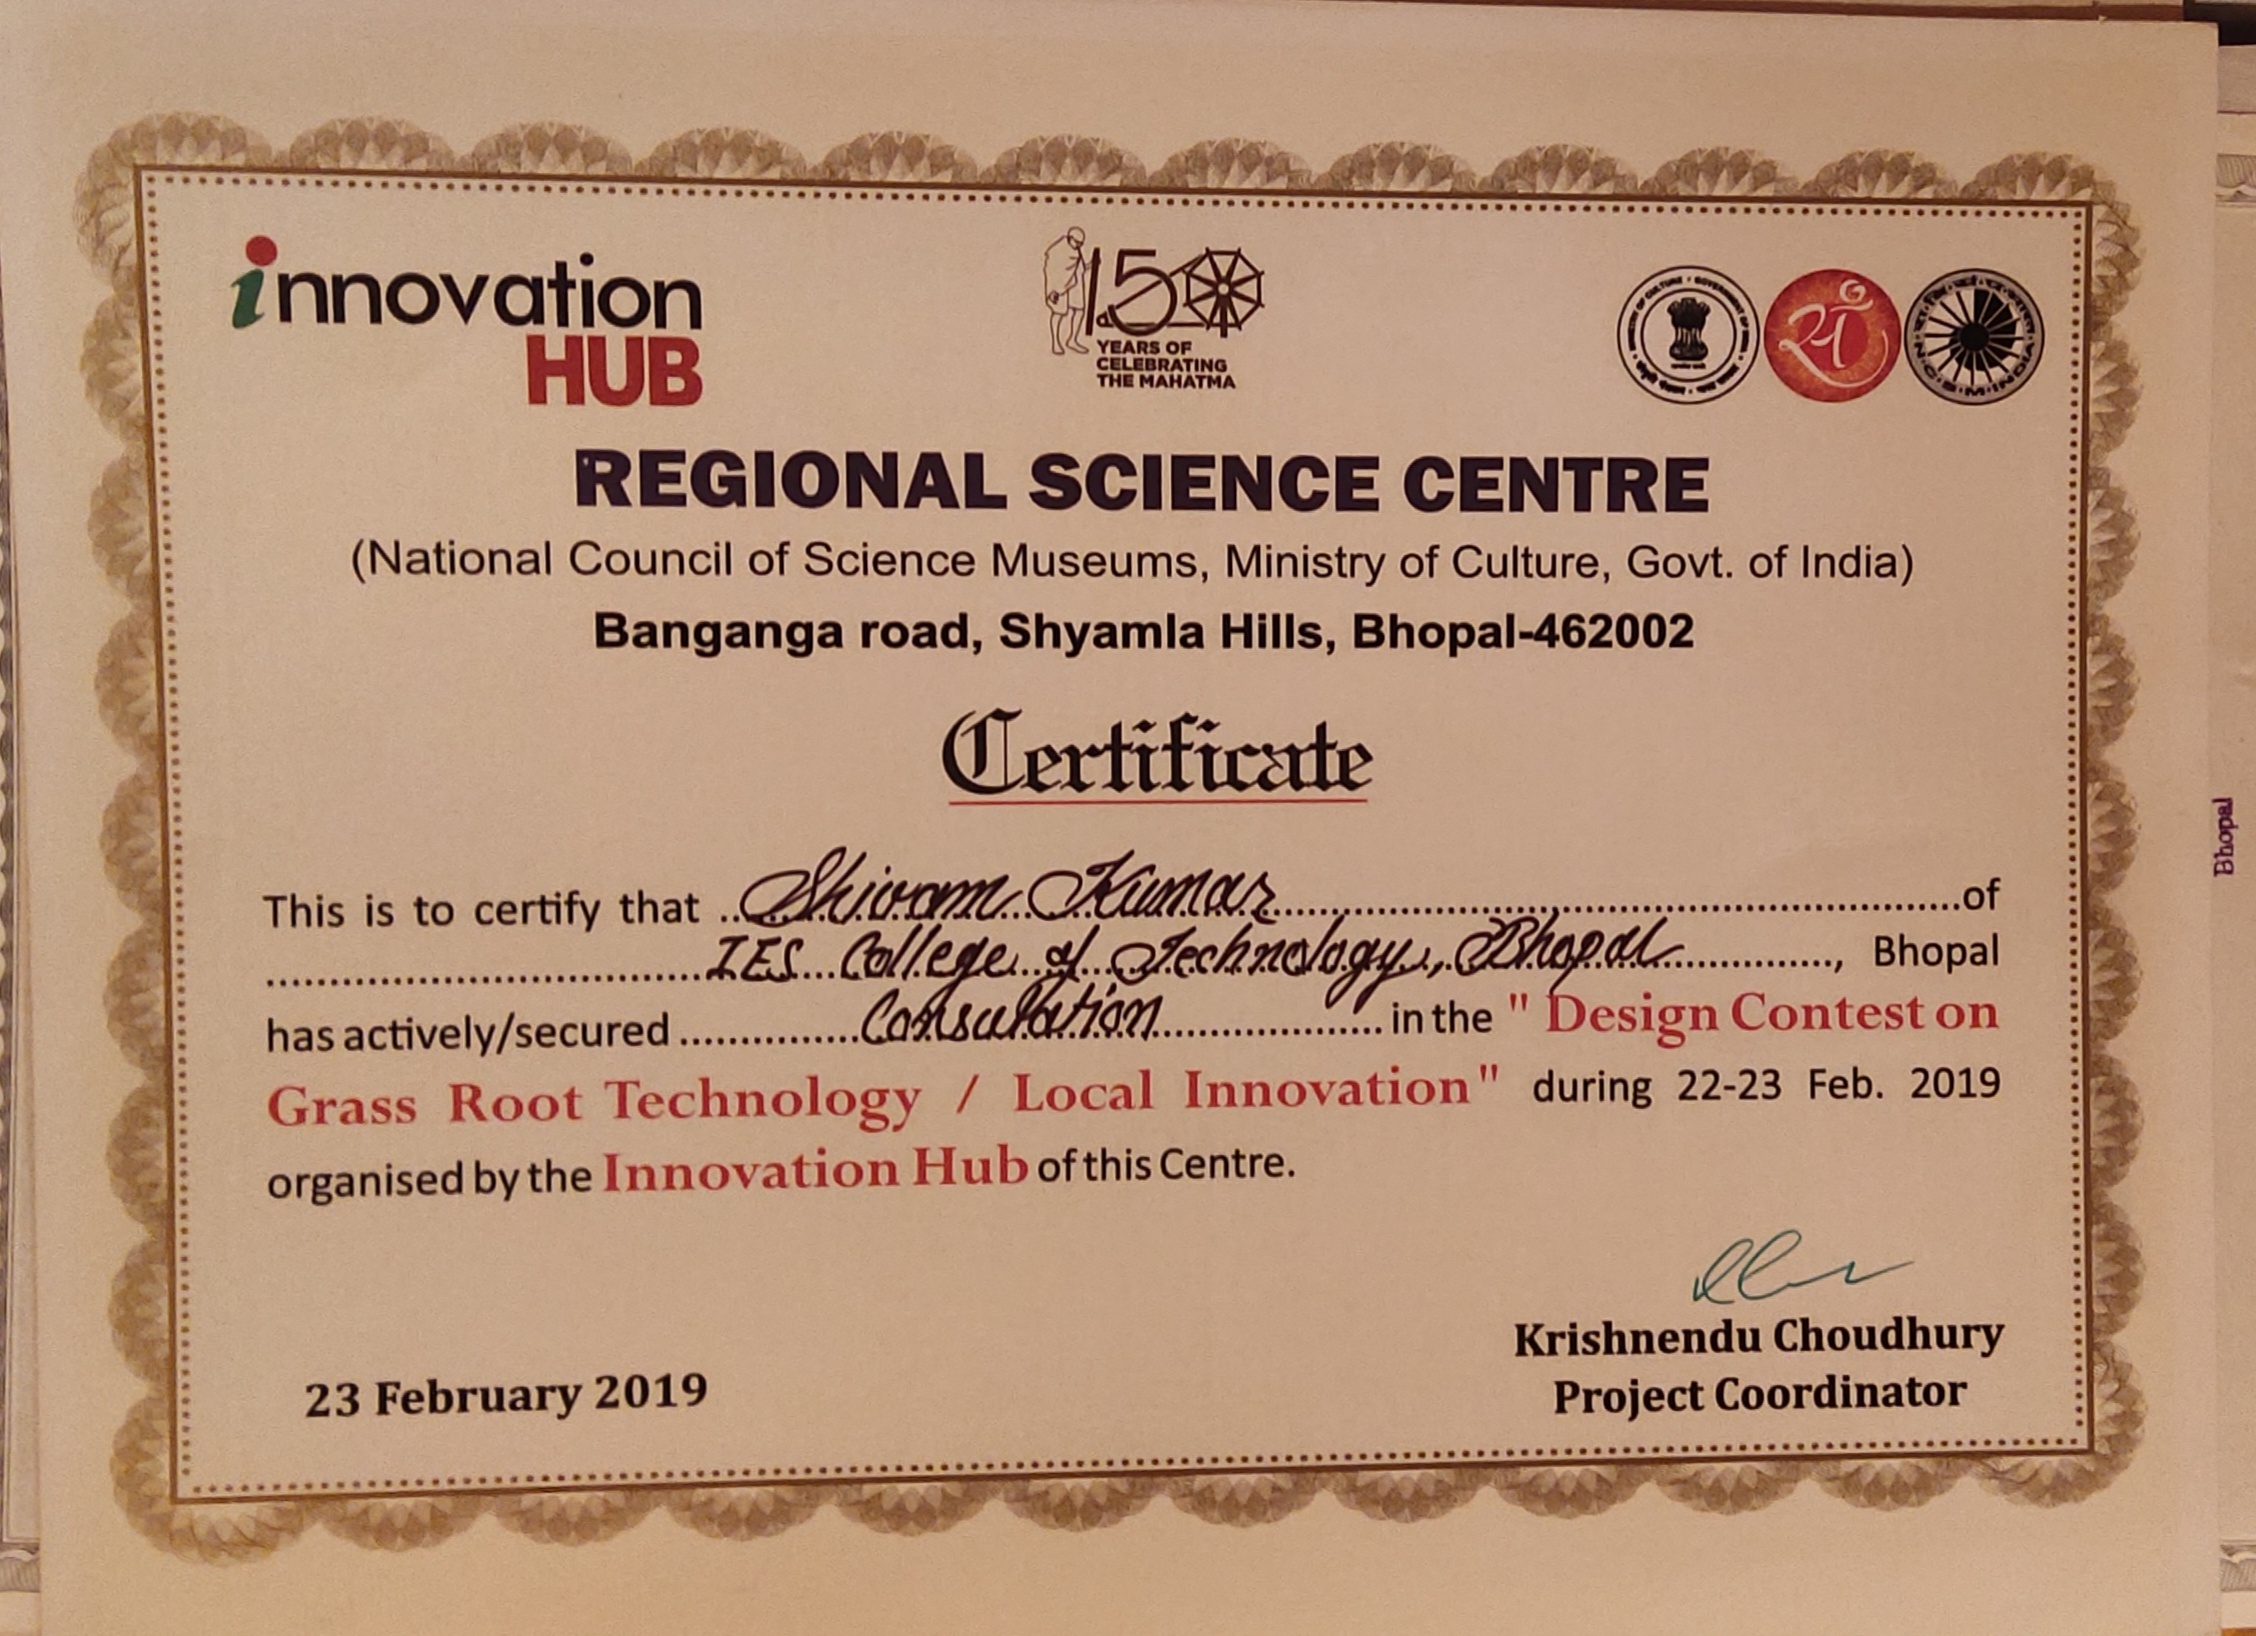 innovation
HUB
150
YEARS OF
CELEBRATING
THE MAHATMA
REGIONAL SCIENCE CENTRE
(National Council of Science Museums, Ministry of Culture, Govt. of India)
Banganga road, Shyamla Hills, Bhopal-462002
Certificate
This is to certify that Shivam Kumar of
IES College of Technology, Bhopal, Bhopal
has actively/secured Consulation in the " Design Contest on
Grass Root Technology / Local Innovation" during 22-23 Feb. 2019
organised by the Innovation Hub of this Centre.
Krishnendu Choudhury
23 February 2019 Project Coordinator
Bhopal